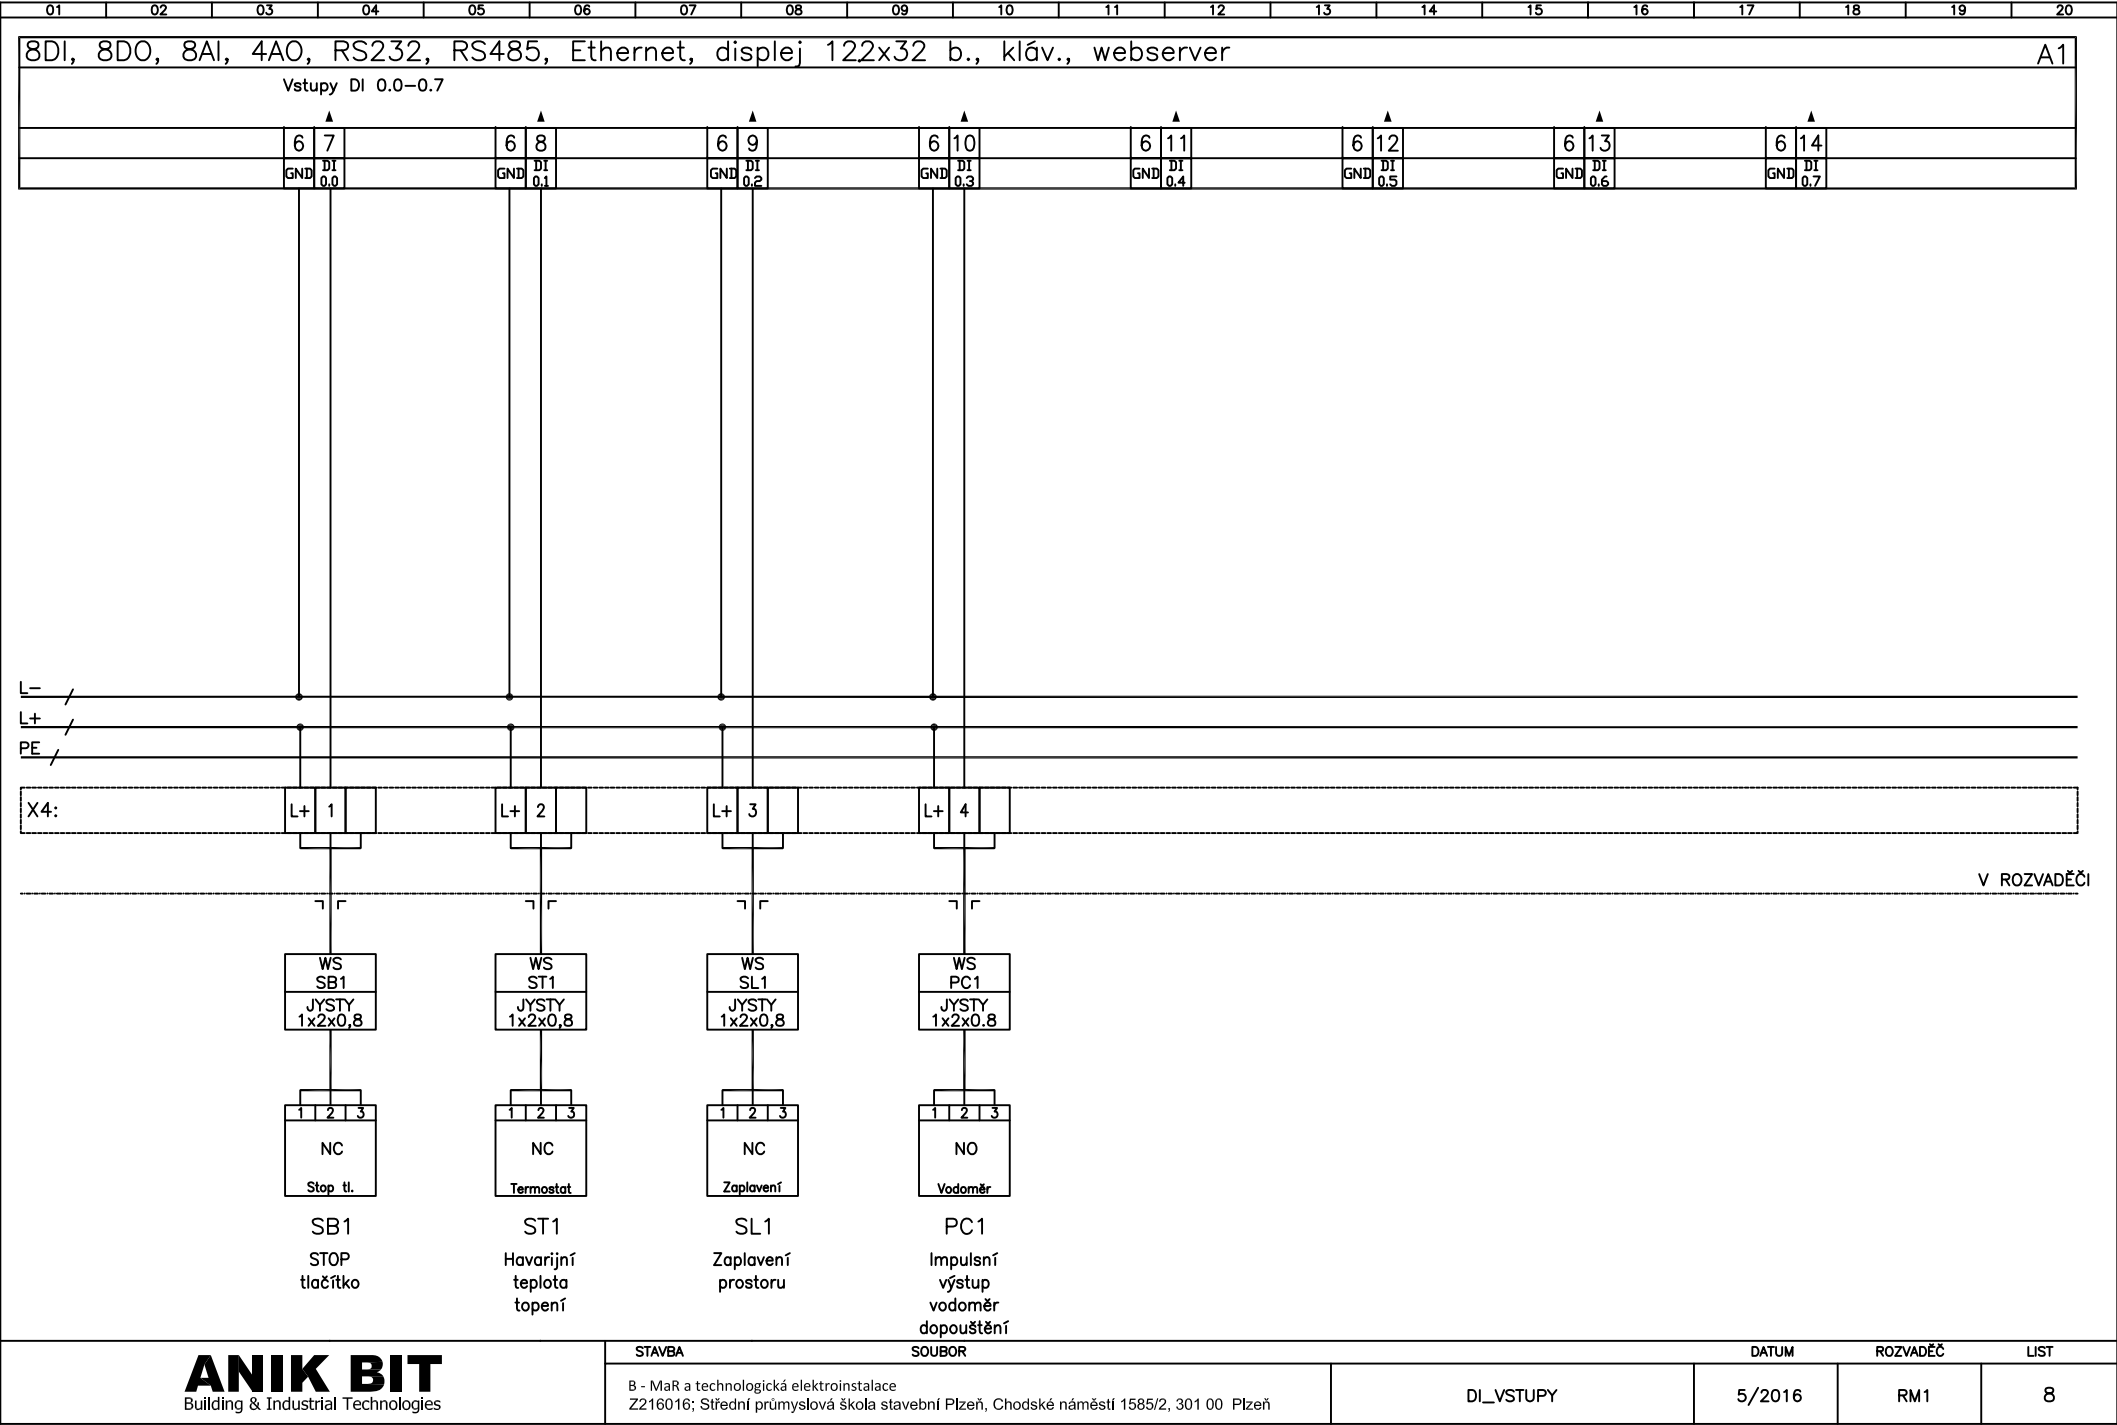 01 02 03 04 05 06 07 08 09 10 11 12 13 14 15 16 17 18 19 20
8DI, 8DO, 8AI, 4AO, RS232, RS485, Ethernet, displej 122x32 b., kláv., webserver A1
Vstupy DI 0.0–0.7
6 7 6 8 6 9 6 10 6 11 6 12 6 13 6 14
GND DI 0.0 GND DI 0.1 GND DI 0.2 GND DI 0.3 GND DI 0.4 GND DI 0.5 GND DI 0.6 GND DI 0.7
L–
L+
PE
X4: L+ 1 L+ 2 L+ 3 L+ 4
V ROZVADĚČI
WS WS WS WS
SB1 ST1 SL1 PC1
JYSTY JYSTY JYSTY JYSTY
1x2x0,8 1x2x0,8 1x2x0,8 1x2x0.8
1 2 3 1 2 3 1 2 3 1 2 3
NC NC NC NO
Stop tl. Termostat Zaplavení Vodoměr
SB1 ST1 SL1 PC1
STOP Havarijní Zaplavení Impulsní
tlačítko teplota prostoru výstup
topení vodoměr
dopouštění
ANIK BIT
Building & Industrial Technologies
STAVBA SOUBOR DATUM ROZVADĚČ LIST
B - MaR a technologická elektroinstalace
Z216016; Střední průmyslová škola stavební Plzeň, Chodské náměstí 1585/2, 301 00 Plzeň
DI_VSTUPY 5/2016 RM1 8